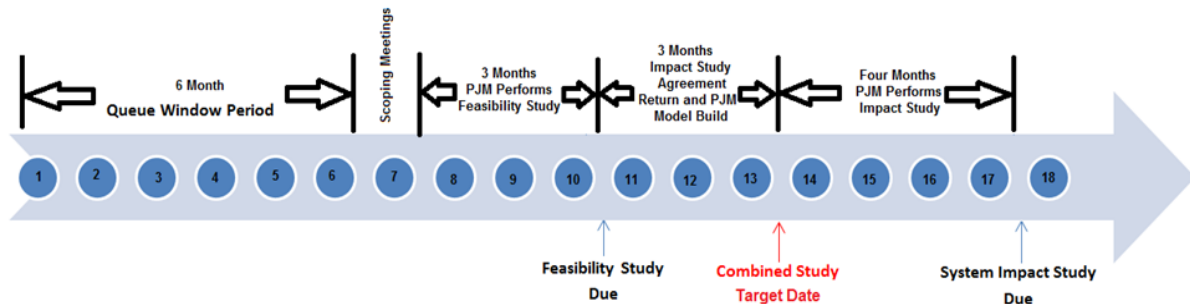 6 Month
Queue Window Period
Scoping Meetings
3 Months
PJM Performs
Feasibility Study
3 Months
Impact Study
Agreement
Return and PJM
Model Build
Four Months
PJM Performs
Impact Study
1 2 3 4 5 6 7 8 9 10 11 12 13 14 15 16 17 18
Feasibility Study
Due
Combined Study
Target Date
System Impact Study
Due